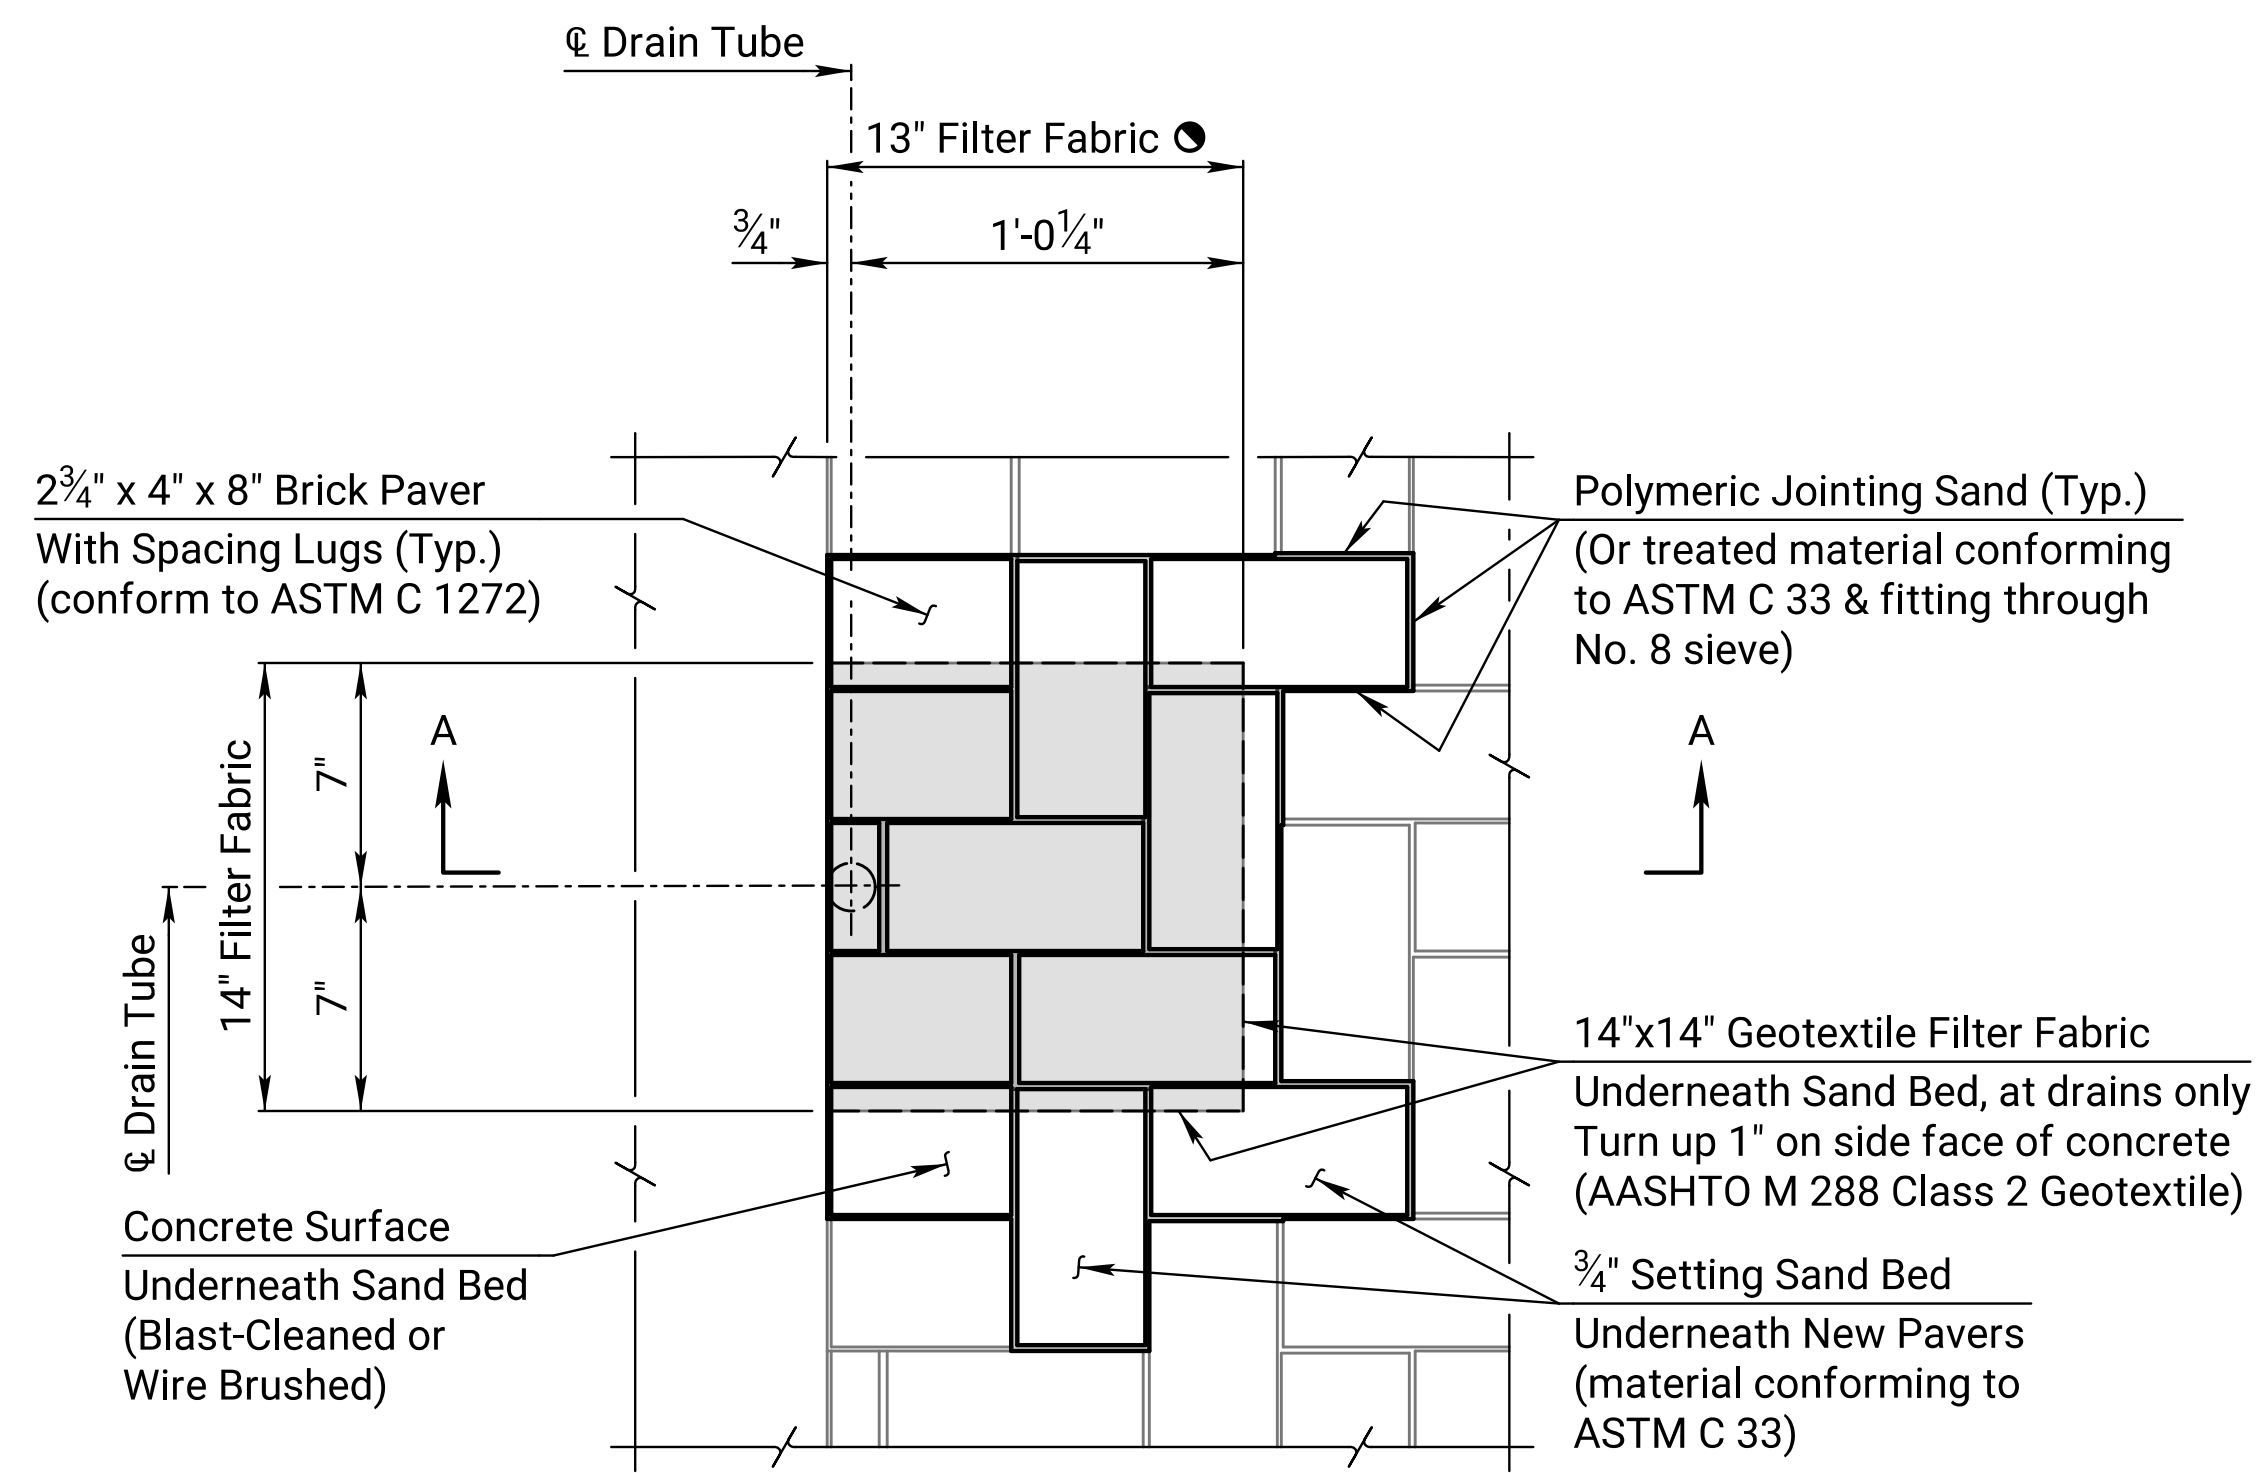 ℄ Drain Tube
13" Filter Fabric
¾"
1'-0¼"
2¾" x 4" x 8" Brick Paver
With Spacing Lugs (Typ.)
(conform to ASTM C 1272)
Polymeric Jointing Sand (Typ.)
(Or treated material conforming
to ASTM C 33 & fitting through
No. 8 sieve)
A
A
7"
7"
14" Filter Fabric
℄ Drain Tube
14"x14" Geotextile Filter Fabric
Underneath Sand Bed, at drains only
Turn up 1" on side face of concrete
(AASHTO M 288 Class 2 Geotextile)
Concrete Surface
Underneath Sand Bed
(Blast-Cleaned or
Wire Brushed)
¾" Setting Sand Bed
Underneath New Pavers
(material conforming to
ASTM C 33)